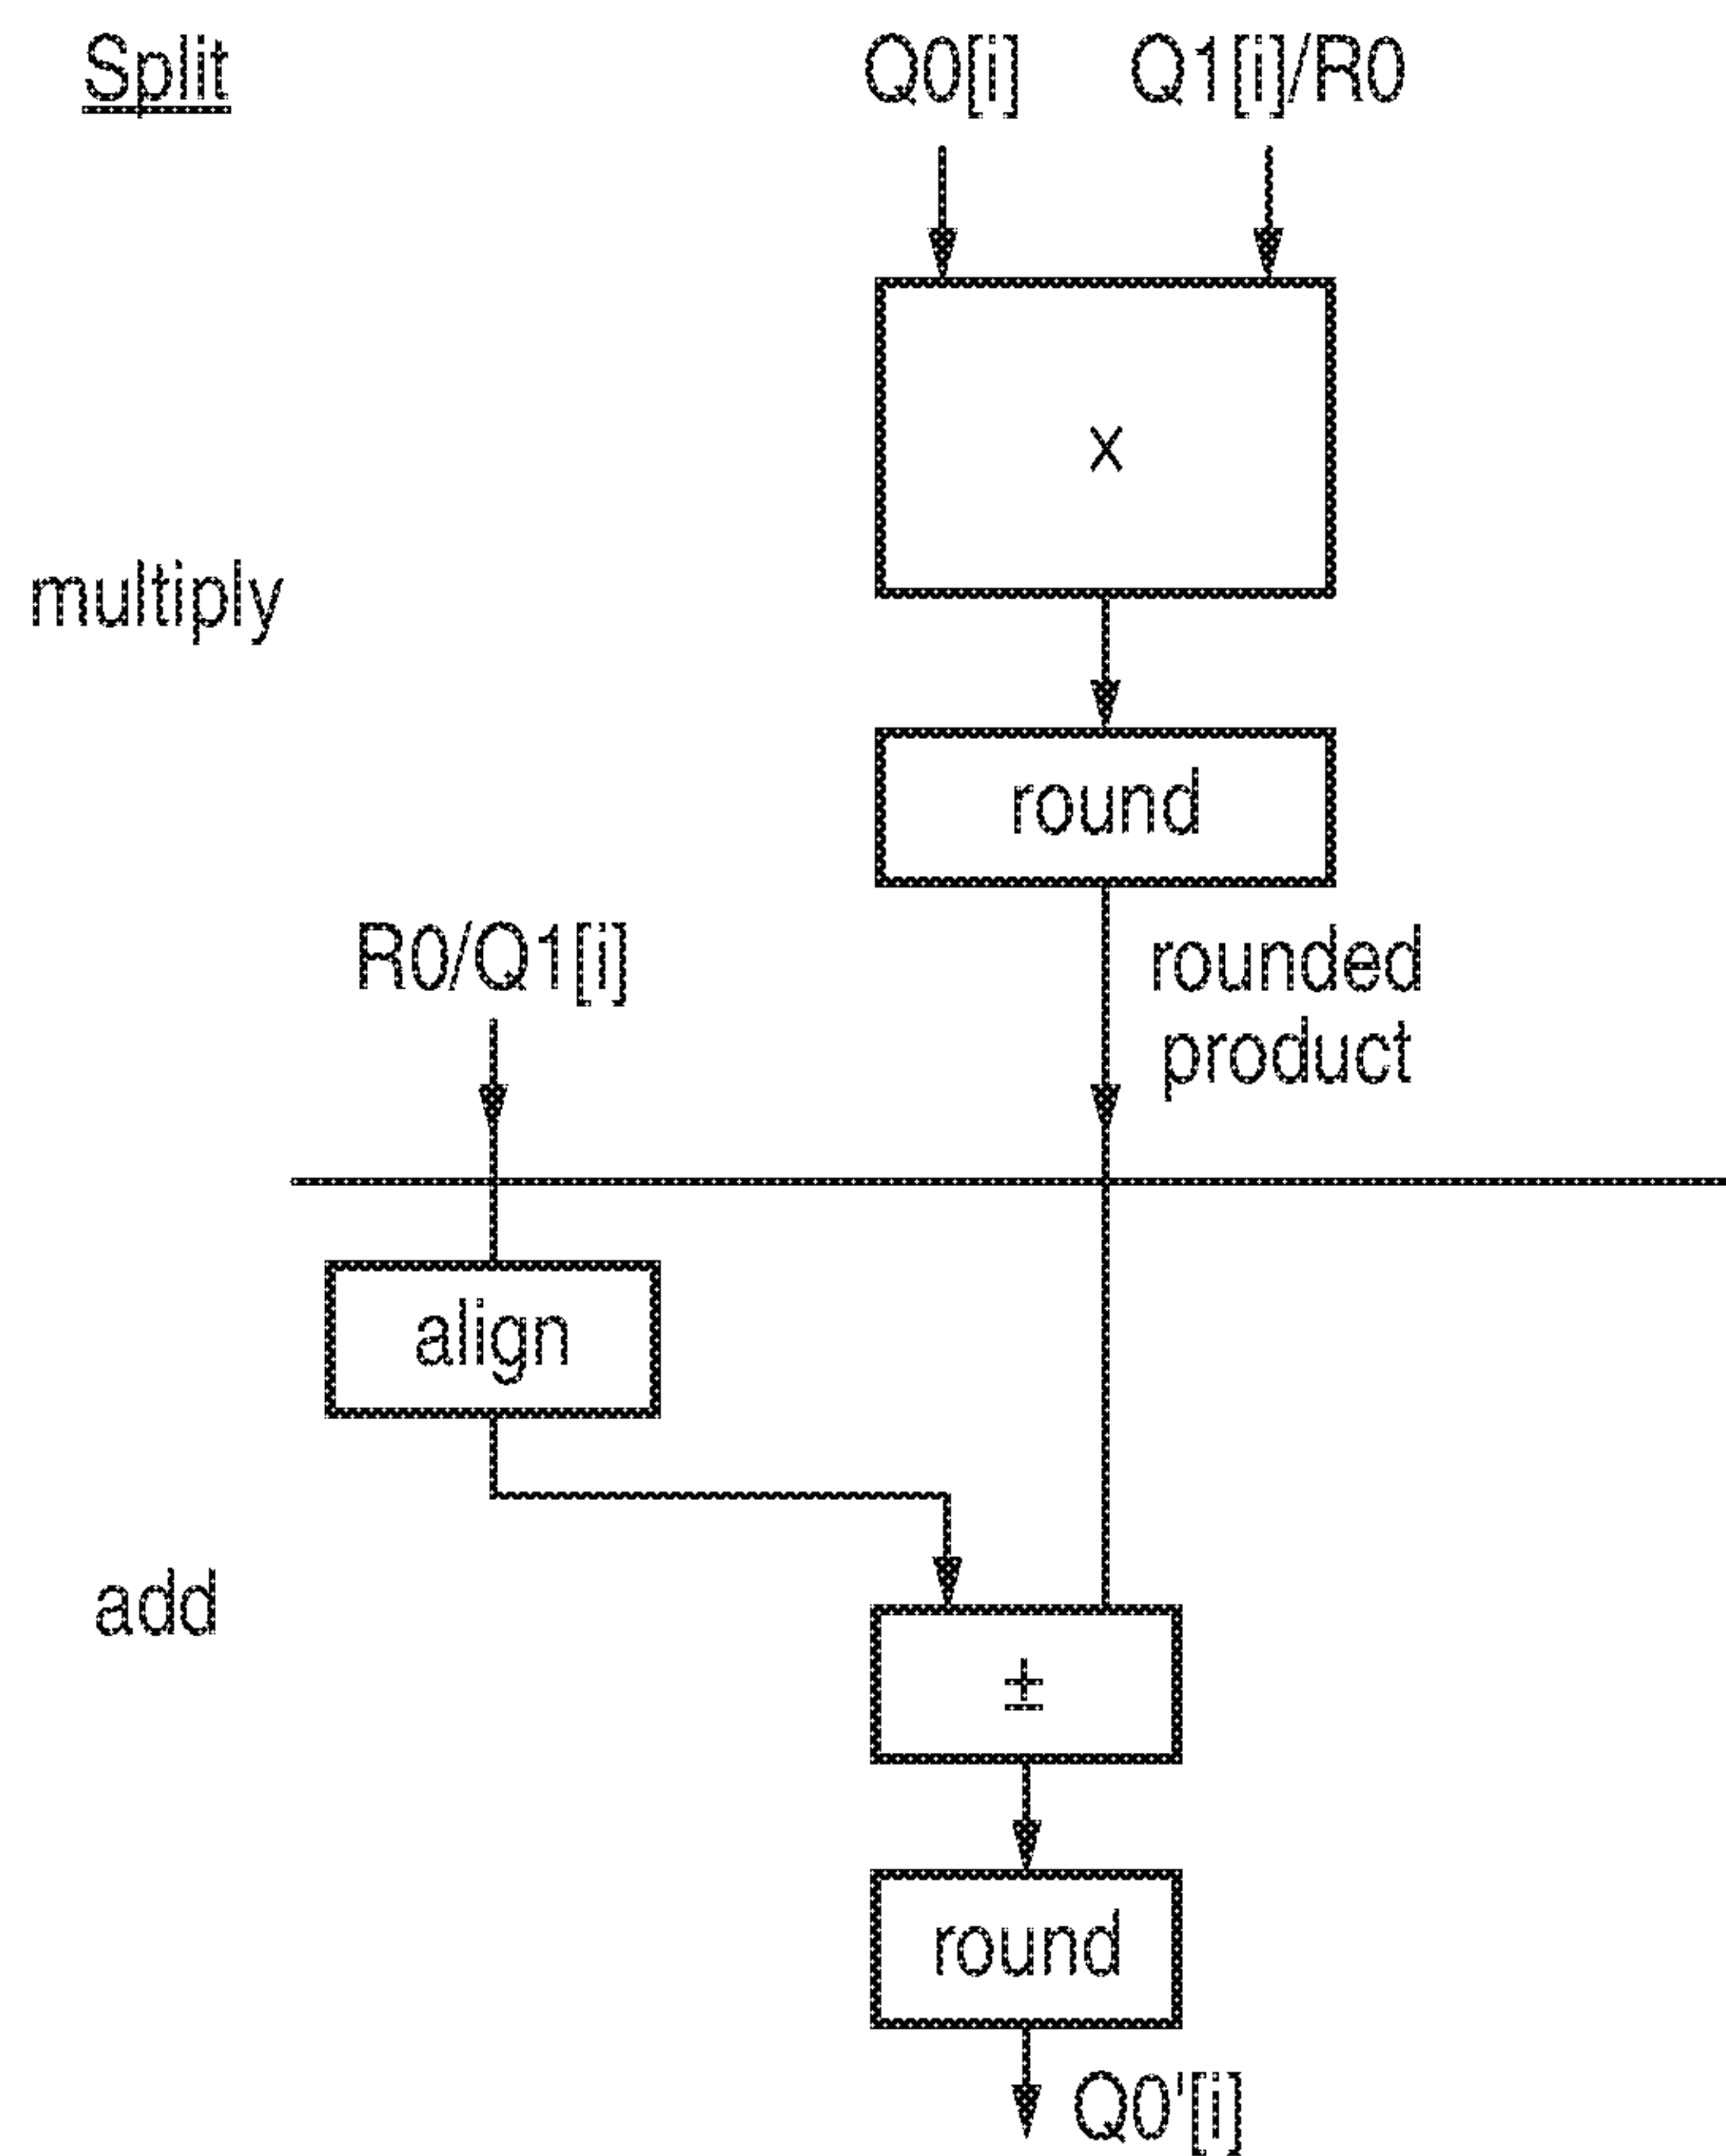 Split
Q0[i] Q1[i]/R0
x
multiply
round
R0/Q1[i]
rounded
product
align
add
±
round
Q0'[i]